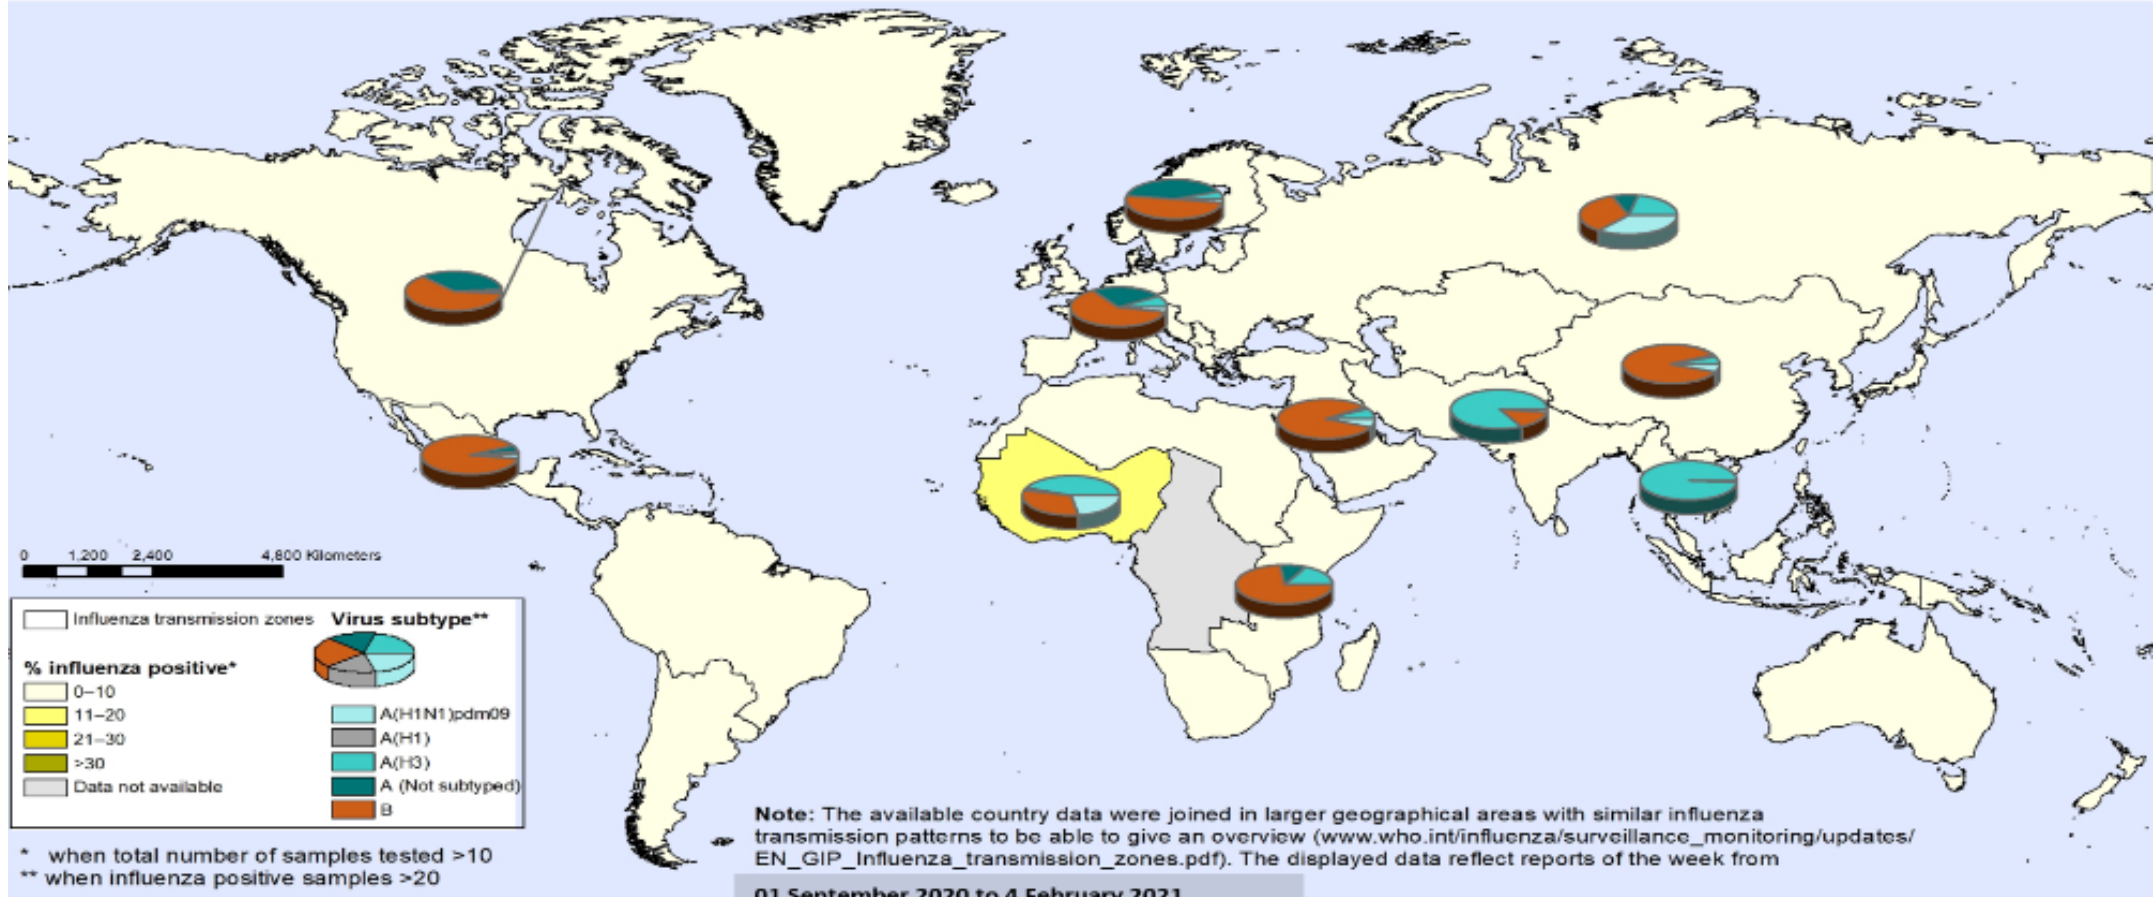 0 1,200 2,400 4,800 Kilometers
Influenza transmission zones
% influenza positive*
0–10
11–20
21–30
>30
Data not available
Virus subtype**
A(H1N1)pdm09
A(H1)
A(H3)
A (Not subtyped)
B
* when total number of samples tested >10
** when influenza positive samples >20
Note: The available country data were joined in larger geographical areas with similar influenza
transmission patterns to be able to give an overview (www.who.int/influenza/surveillance_monitoring/updates/
EN_GIP_Influenza_transmission_zones.pdf). The displayed data reflect reports of the week from
01 September 2020 to 4 February 2021